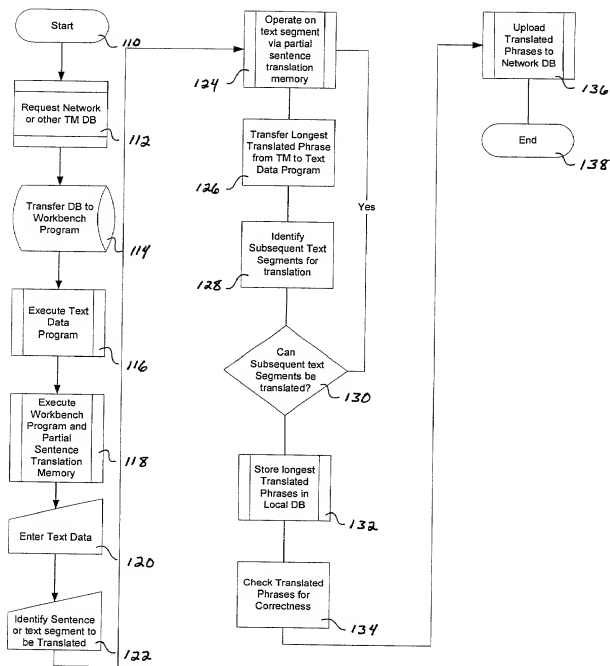 Start
110
Request Network
or other TM DB
112
Transfer DB to
Workbench
Program
114
Execute Text
Data
Program
116
Execute
Workbench
Program and
Partial
Sentence
Translation
Memory
118
Enter Text Data
120
Identify Sentence
or text segment to
be Translated
122
Operate on
text segment
via partial
sentence
translation
memory
124
Transfer Longest
Translated Phrase
from TM to Text
Data Program
126
Identify
Subsequent Text
Segments for
translation
128
Can
Subsequent text
Segments be
translated?
130
Yes
Store longest
Translated
Phrases in
Local DB
132
Check Translated
Phrases for
Correctness
134
Upload
Translated
Phrases to
Network DB
136
End
138